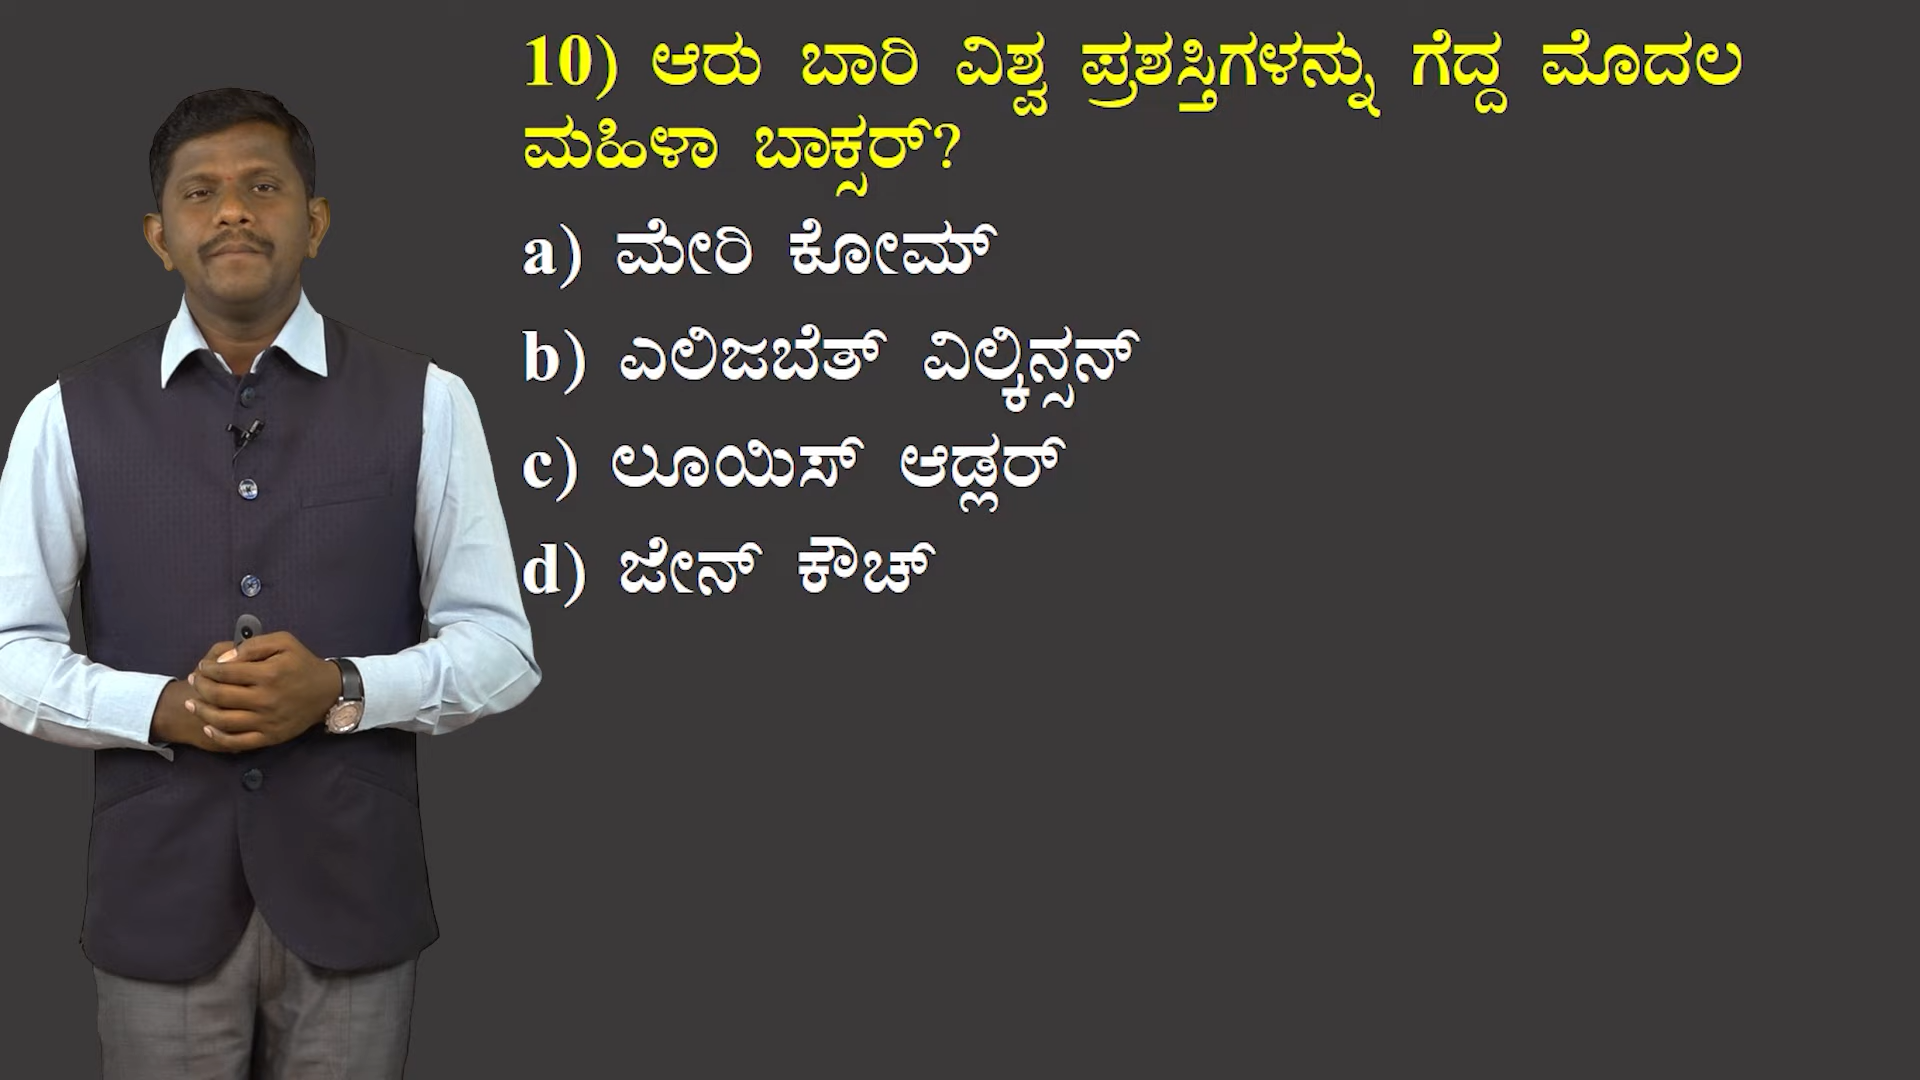 10) ಆರು ಬಾರಿ ವಿಶ್ವ ಪ್ರಶಸ್ತಿಗಳನ್ನು ಗೆದ್ದ ಮೊದಲ
ಮಹಿಳಾ ಬಾಕ್ಸರ್?
a) ಮೇರಿ ಕೋಮ್
b) ಎಲಿಜಬೆತ್ ವಿಲ್ಕಿನ್ಸನ್
c) ಲೂಯಿಸ್ ಆಡ್ಲರ್
d) ಜೇನ್ ಕೌಚ್